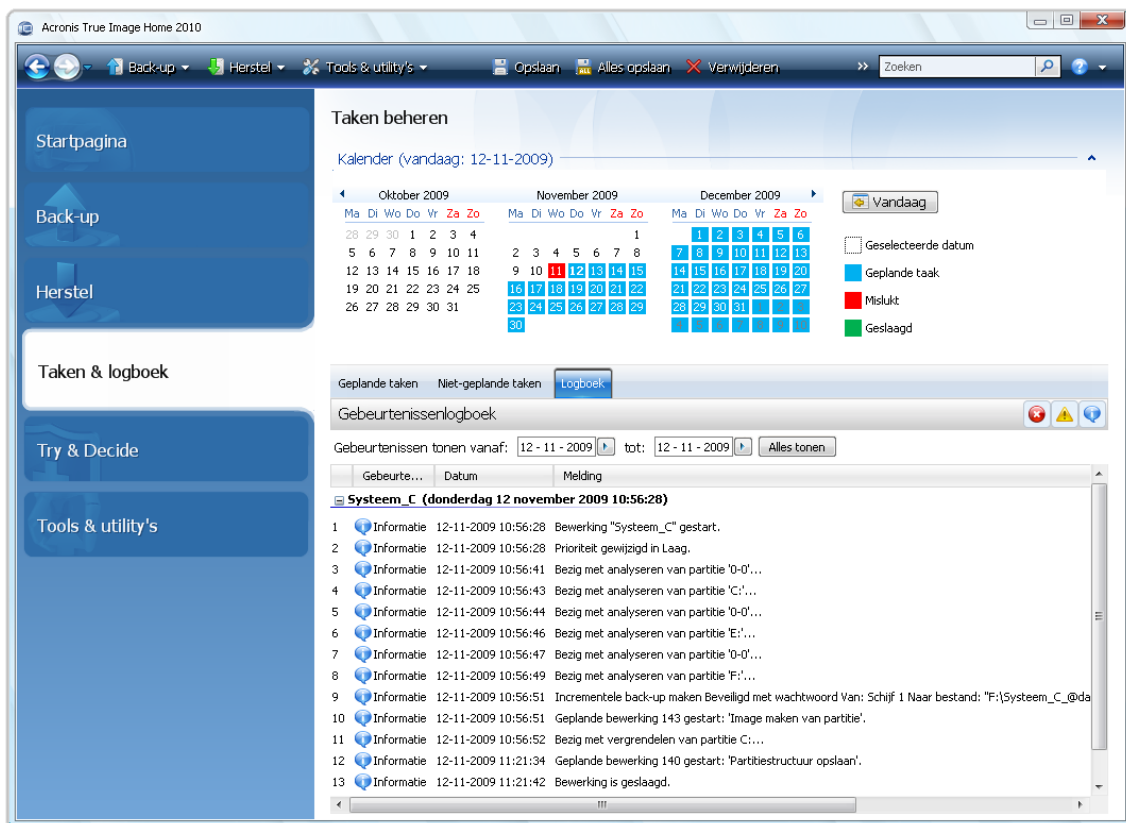 Acronis True Image Home 2010
Back-up Herstel Tools & utility's Opslaan Alles opslaan Verwijderen » Zoeken
Startpagina
Back-up
Herstel
Taken & logboek
Try & Decide
Tools & utility's
Taken beheren
Kalender (vandaag: 12-11-2009)
Oktober 2009 November 2009 December 2009
Ma Di Wo Do Vr Za Zo Ma Di Wo Do Vr Za Zo Ma Di Wo Do Vr Za Zo
28 29 30 1 2 3 4 1 1 2 3 4 5 6
5 6 7 8 9 10 11 2 3 4 5 6 7 8 7 8 9 10 11 12 13
12 13 14 15 16 17 18 9 10 11 12 13 14 15 14 15 16 17 18 19 20
19 20 21 22 23 24 25 16 17 18 19 20 21 22 21 22 23 24 25 26 27
26 27 28 29 30 31 23 24 25 26 27 28 29 28 29 30 31
30
Vandaag
Geselecteerde datum
Geplande taak
Mislukt
Geslaagd
Geplande taken Niet-geplande taken Logboek
Gebeurtenissenlogboek
Gebeurtenissen tonen vanaf: 12 - 11 - 2009 tot: 12 - 11 - 2009 Alles tonen
Gebeurte... Datum Melding
Systeem_C (donderdag 12 november 2009 10:56:28)
1 Informatie 12-11-2009 10:56:28 Bewerking "Systeem_C" gestart.
2 Informatie 12-11-2009 10:56:28 Prioriteit gewijzigd in Laag.
3 Informatie 12-11-2009 10:56:41 Bezig met analyseren van partitie '0-0'...
4 Informatie 12-11-2009 10:56:43 Bezig met analyseren van partitie 'C:'...
5 Informatie 12-11-2009 10:56:44 Bezig met analyseren van partitie '0-0'...
6 Informatie 12-11-2009 10:56:46 Bezig met analyseren van partitie 'E:'...
7 Informatie 12-11-2009 10:56:47 Bezig met analyseren van partitie '0-0'...
8 Informatie 12-11-2009 10:56:49 Bezig met analyseren van partitie 'F:'...
9 Informatie 12-11-2009 10:56:51 Incrementele back-up maken Beveiligd met wachtwoord Van: Schijf 1 Naar bestand: "F:\Systeem_C_@da
10 Informatie 12-11-2009 10:56:51 Geplande bewerking 143 gestart: 'Image maken van partitie'.
11 Informatie 12-11-2009 10:56:52 Bezig met vergrendelen van partitie C:...
12 Informatie 12-11-2009 11:21:34 Geplande bewerking 140 gestart: 'Partitiestructuur opslaan'.
13 Informatie 12-11-2009 11:21:42 Bewerking is geslaagd.